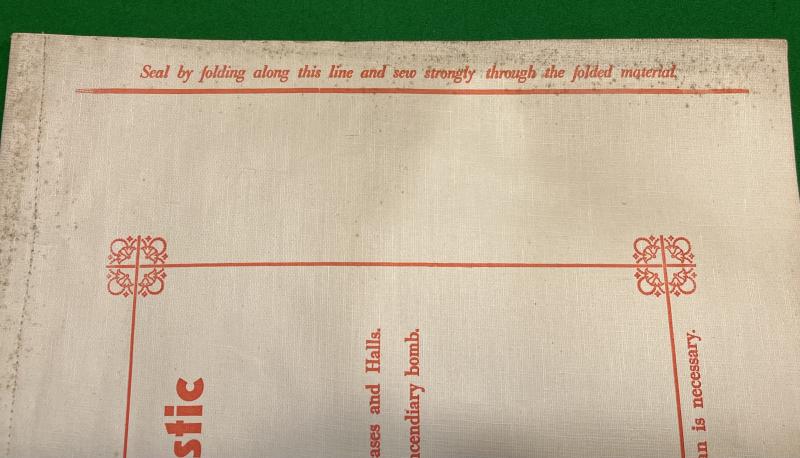 Seal by folding along this line and sew strongly through the folded material.
stic
ases and Halls.
ncendiary bomb.
an is necessary.